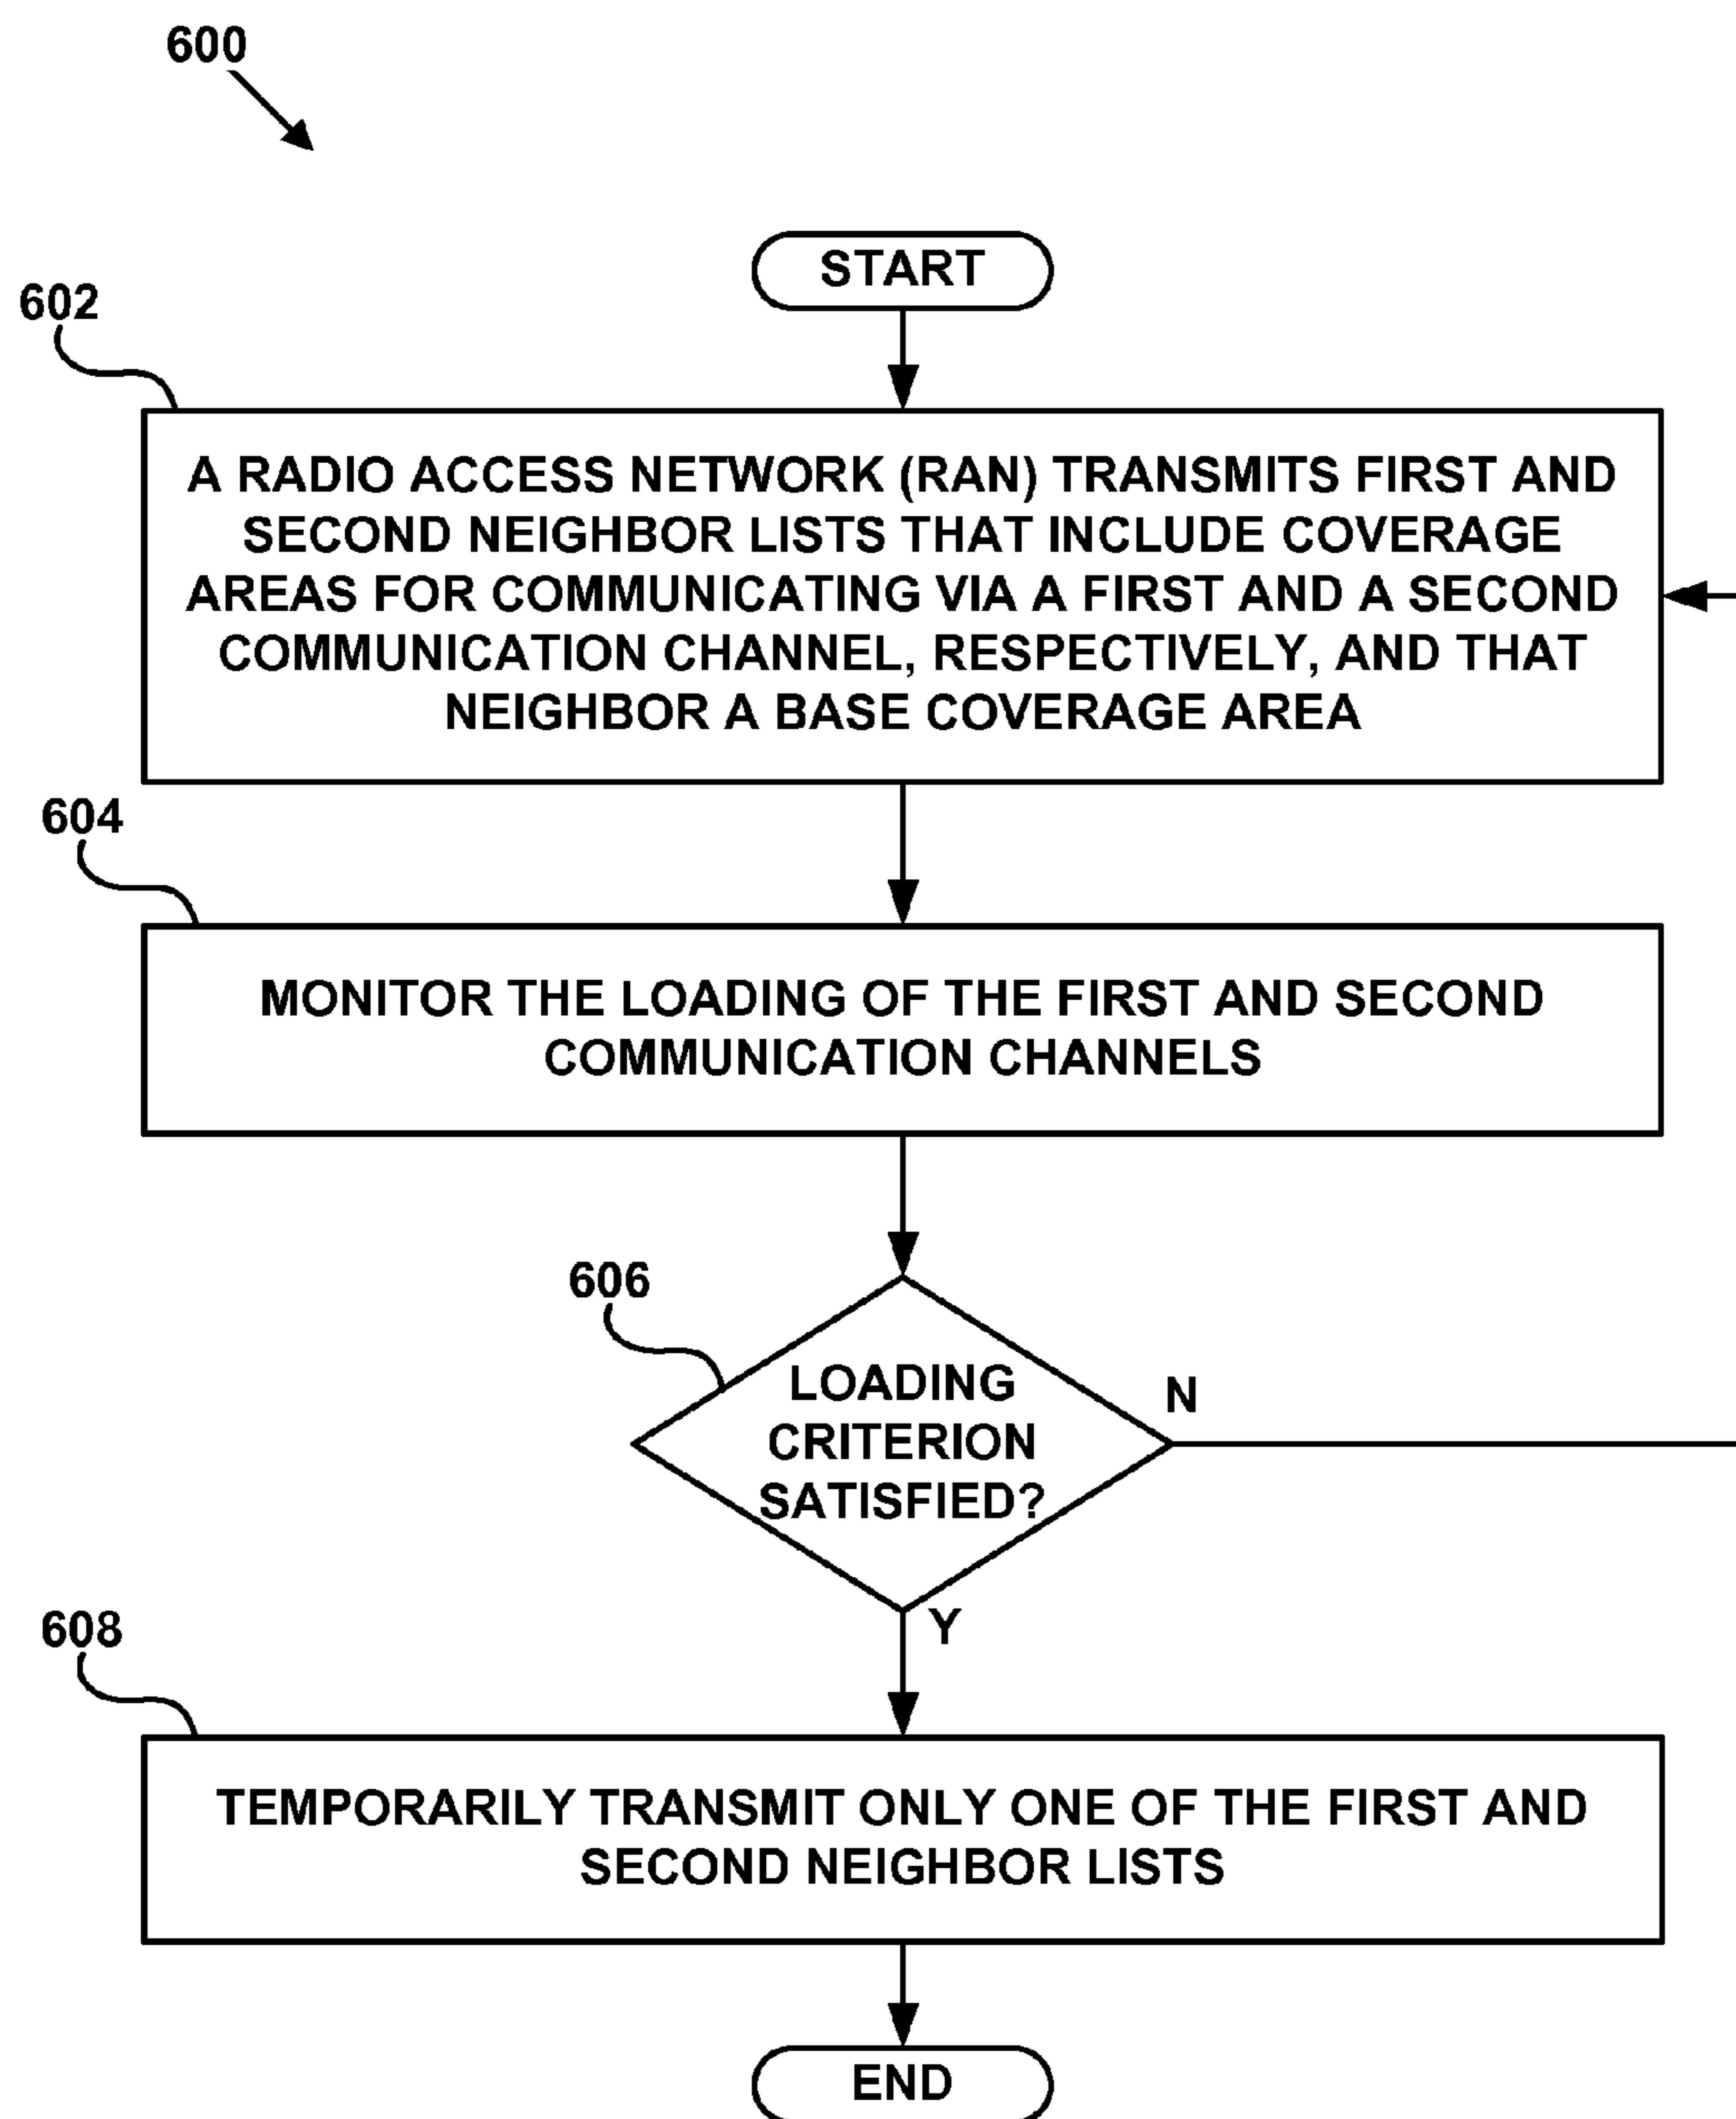 600
START
602
A RADIO ACCESS NETWORK (RAN) TRANSMITS FIRST AND
SECOND NEIGHBOR LISTS THAT INCLUDE COVERAGE
AREAS FOR COMMUNICATING VIA A FIRST AND A SECOND
COMMUNICATION CHANNEL, RESPECTIVELY, AND THAT
NEIGHBOR A BASE COVERAGE AREA
604
MONITOR THE LOADING OF THE FIRST AND SECOND
COMMUNICATION CHANNELS
606
LOADING
CRITERION
SATISFIED?
N
Y
608
TEMPORARILY TRANSMIT ONLY ONE OF THE FIRST AND
SECOND NEIGHBOR LISTS
END